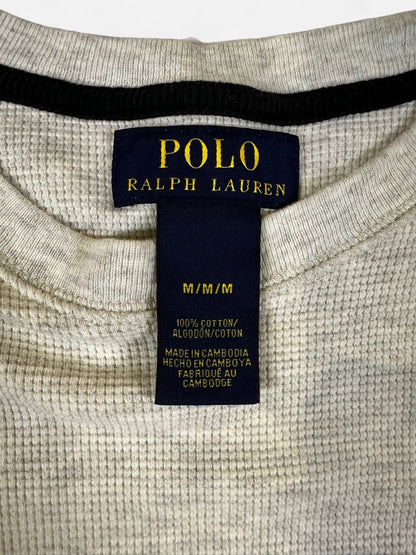 POLO
RALPH LAUREN
M/M/M
100% COTTON/
ALGODÓN/COTON
MADE IN CAMBODIA
HECHO EN CAMBOYA
FABRIQUÉ AU
CAMBODGE